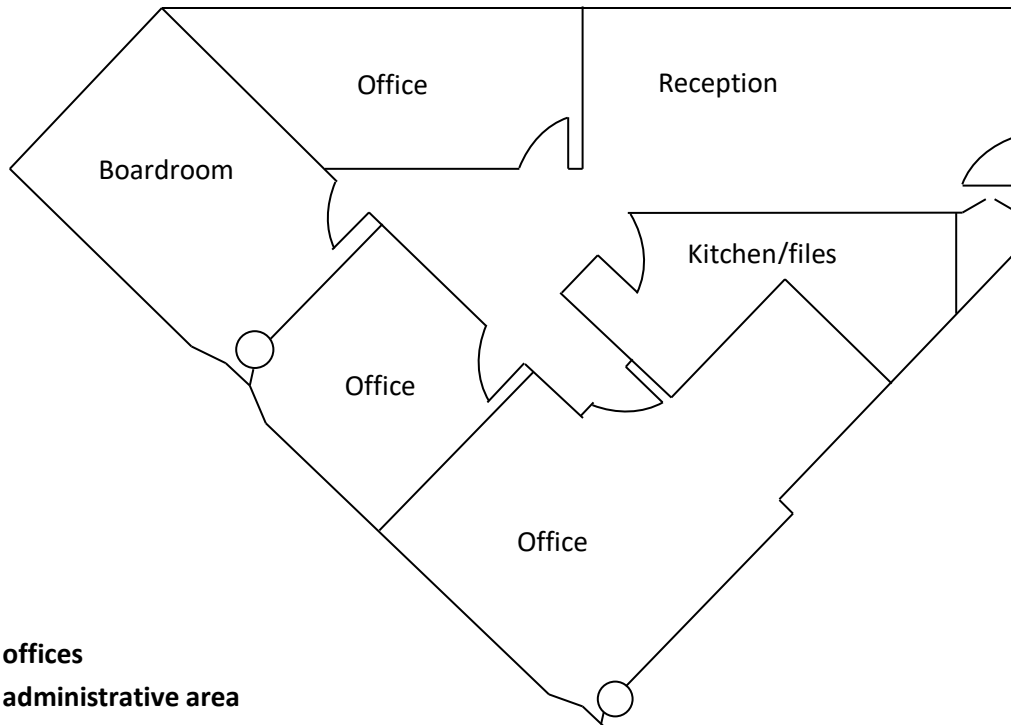 Office
Reception
Boardroom
Kitchen/files
Office
Office
offices
administrative area